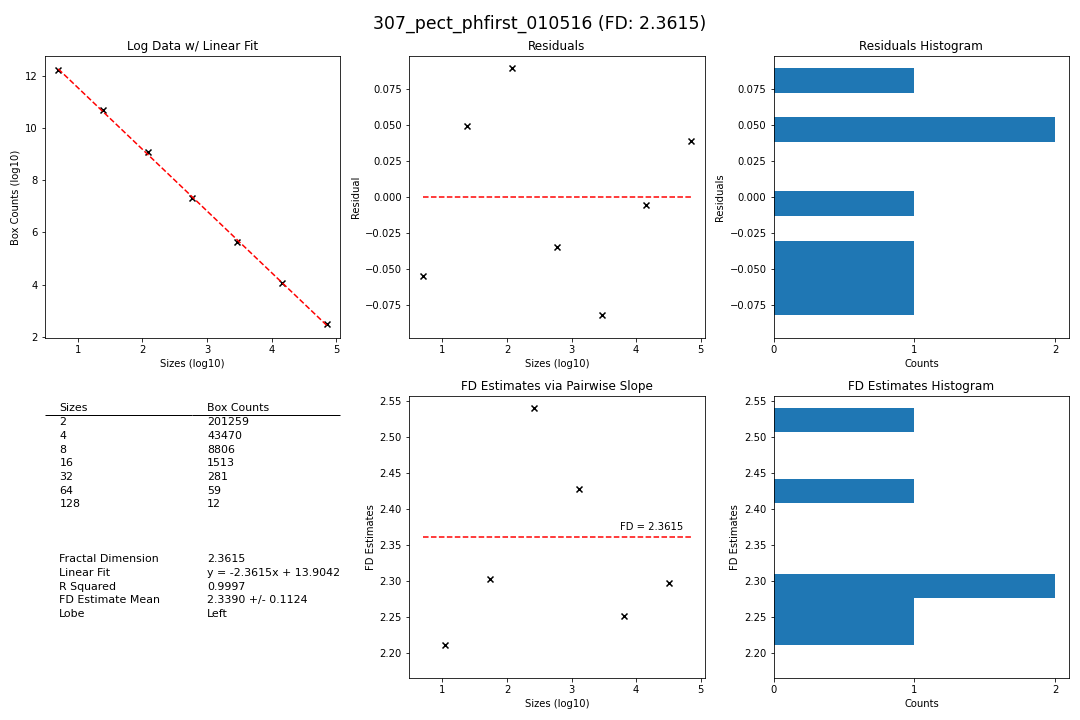 307_pect_phfirst_010516 (FD: 2.3615)
Log Data w/ Linear Fit
12
10
8
6
4
2
Box Counts (log10)
1 2 3 4 5
Sizes (log10)
Residuals
0.075
0.050
0.025
0.000
−0.025
−0.050
−0.075
Residual
1 2 3 4 5
Sizes (log10)
Residuals Histogram
0.075
0.050
0.025
0.000
−0.025
−0.050
−0.075
Residuals
0 1 2
Counts
Sizes Box Counts
2 201259
4 43470
8 8806
16 1513
32 281
64 59
128 12
Fractal Dimension 2.3615
Linear Fit y = -2.3615x + 13.9042
R Squared 0.9997
FD Estimate Mean 2.3390 +/- 0.1124
Lobe Left
FD Estimates via Pairwise Slope
2.55
2.50
2.45
2.40
2.35
2.30
2.25
2.20
FD Estimates
FD = 2.3615
1 2 3 4 5
Sizes (log10)
FD Estimates Histogram
2.55
2.50
2.45
2.40
2.35
2.30
2.25
2.20
FD Estimates
0 1 2
Counts